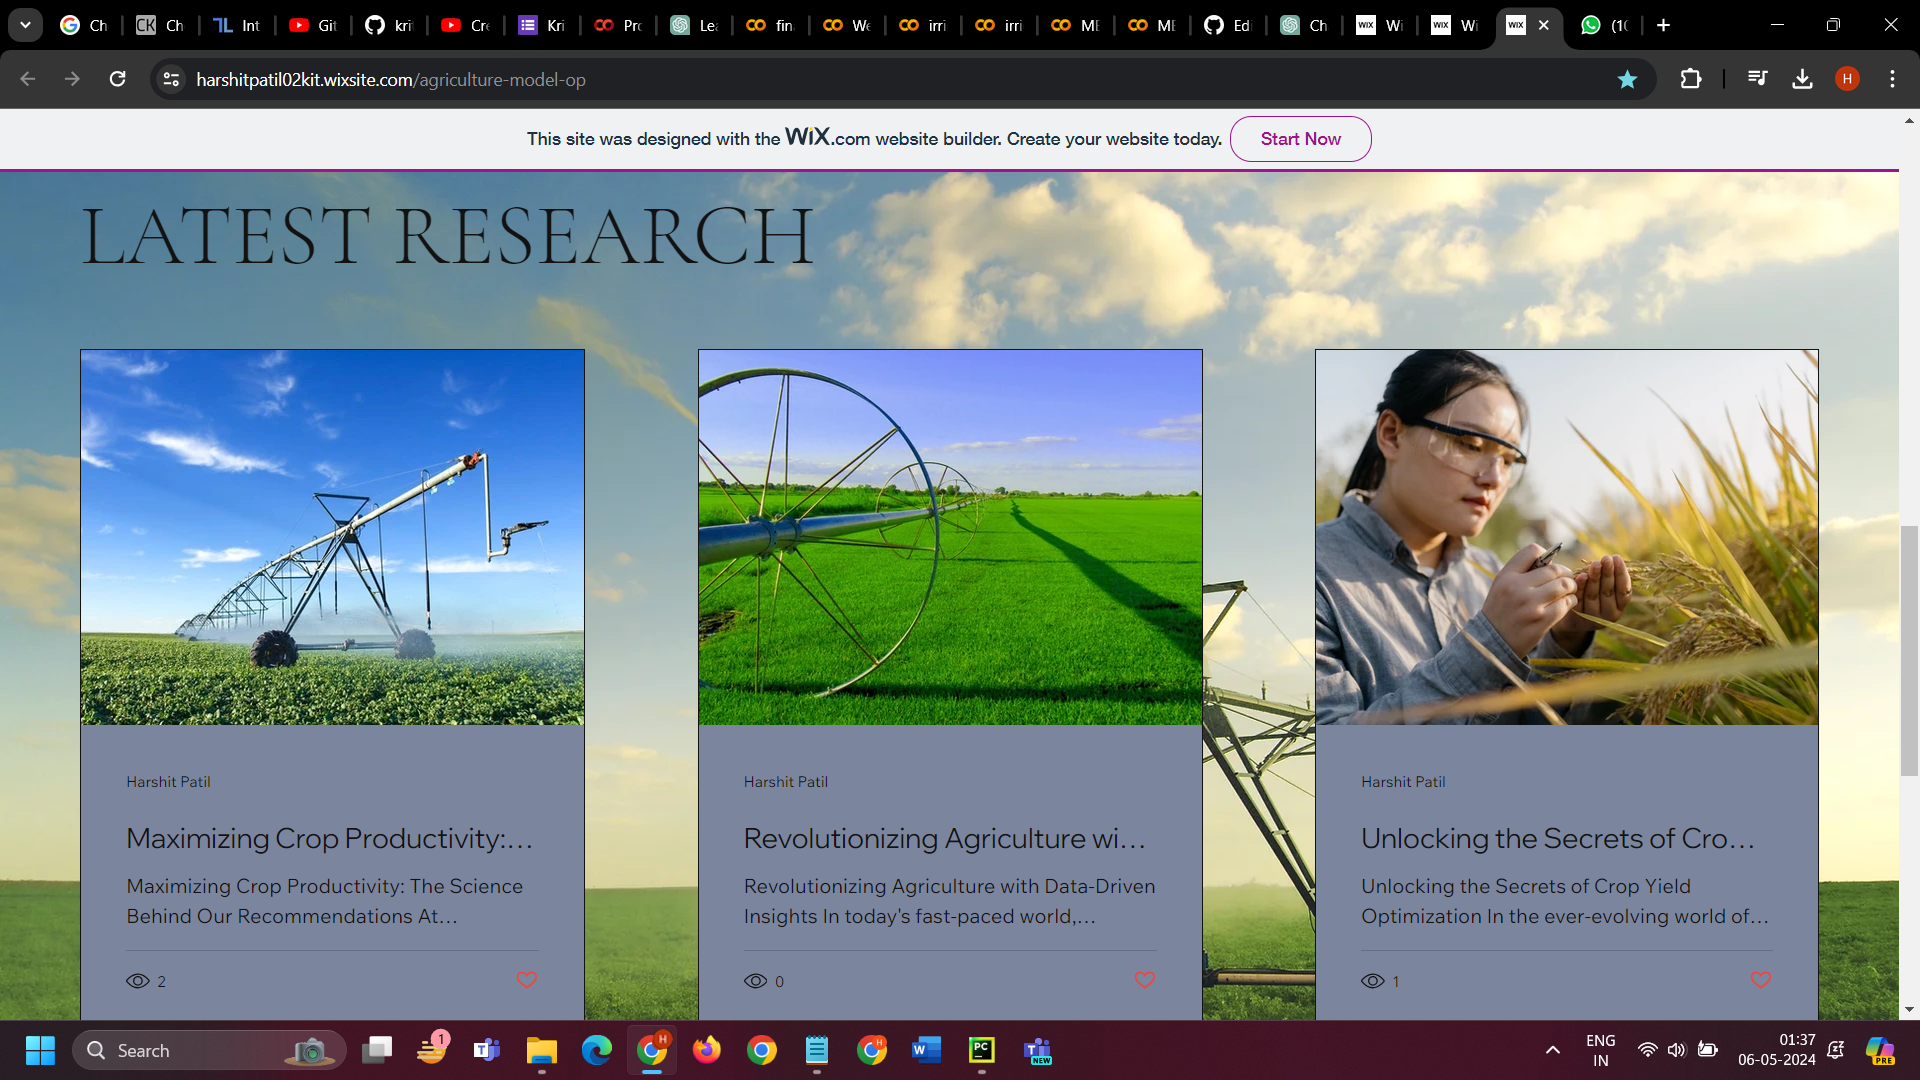 Ch
Ch
Int
Git
kri
Cre
Kri
Pro
Lea
fin
We
irri
irri
ME
ME
Edi
Ch
Wi
Wi
(10
harshitpatil02kit.wixsite.com/agriculture-model-op
H
This site was designed with the WiX.com website builder. Create your website today.
Start Now
LATEST RESEARCH
Harshit Patil
Maximizing Crop Productivity:…
Maximizing Crop Productivity: The Science
Behind Our Recommendations At…
2
Harshit Patil
Revolutionizing Agriculture wi…
Revolutionizing Agriculture with Data-Driven
Insights In today's fast-paced world,…
0
Harshit Patil
Unlocking the Secrets of Cro…
Unlocking the Secrets of Crop Yield
Optimization In the ever-evolving world of…
1
Search
1
ENG
IN
01:37
06-05-2024